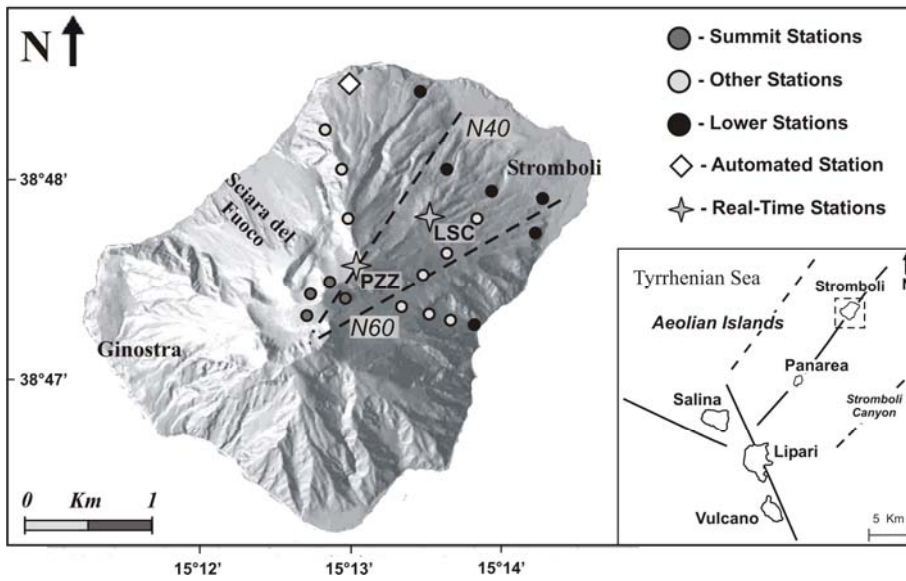 N
- Summit Stations
- Other Stations
- Lower Stations
- Automated Station
- Real-Time Stations
N40
Stromboli
38°48'
Sciara del
Fuoco
LSC
PZZ
N60
Ginostra
38°47'
0 Km 1
15°12' 15°13' 15°14'
Tyrrhenian Sea
N
Stromboli
Aeolian Islands
Panarea
Salina
Stromboli
Canyon
Lipari
Vulcano
5 Km